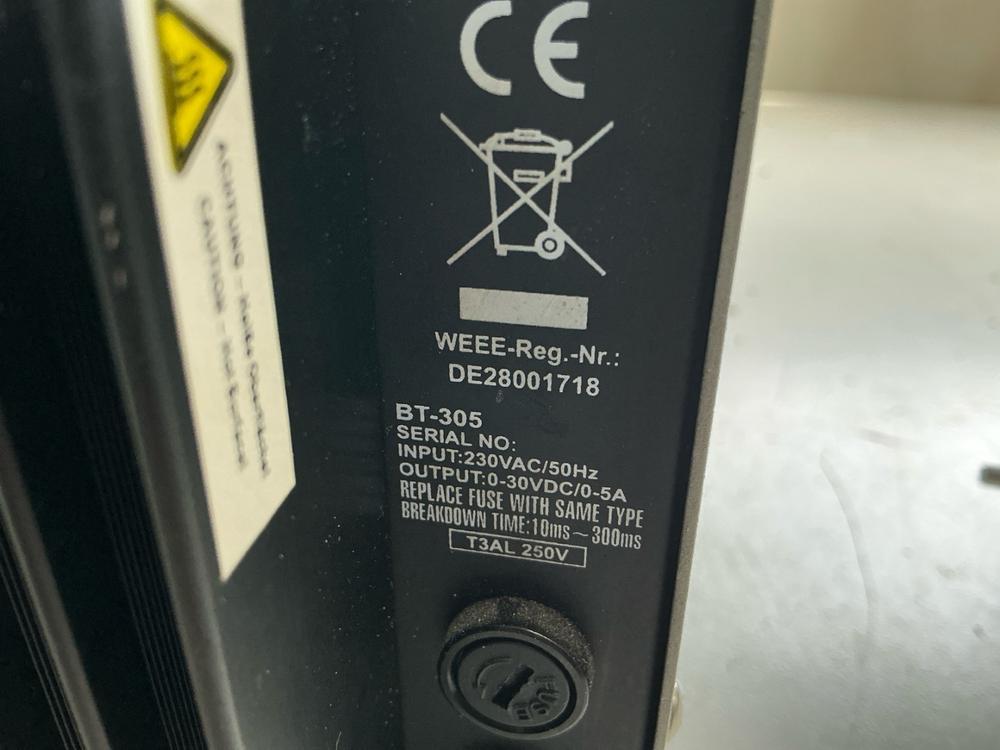 CE
WEEE-Reg.-Nr.:
DE28001718
BT-305
SERIAL NO:
INPUT:230VAC/50Hz
OUTPUT:0-30VDC/0-5A
REPLACE FUSE WITH SAME TYPE
BREAKDOWN TIME:10ms~300ms
T3AL 250V
FUSE
ACHTUNG - Heiße Oberfläche
CAUTION - Hot Surface